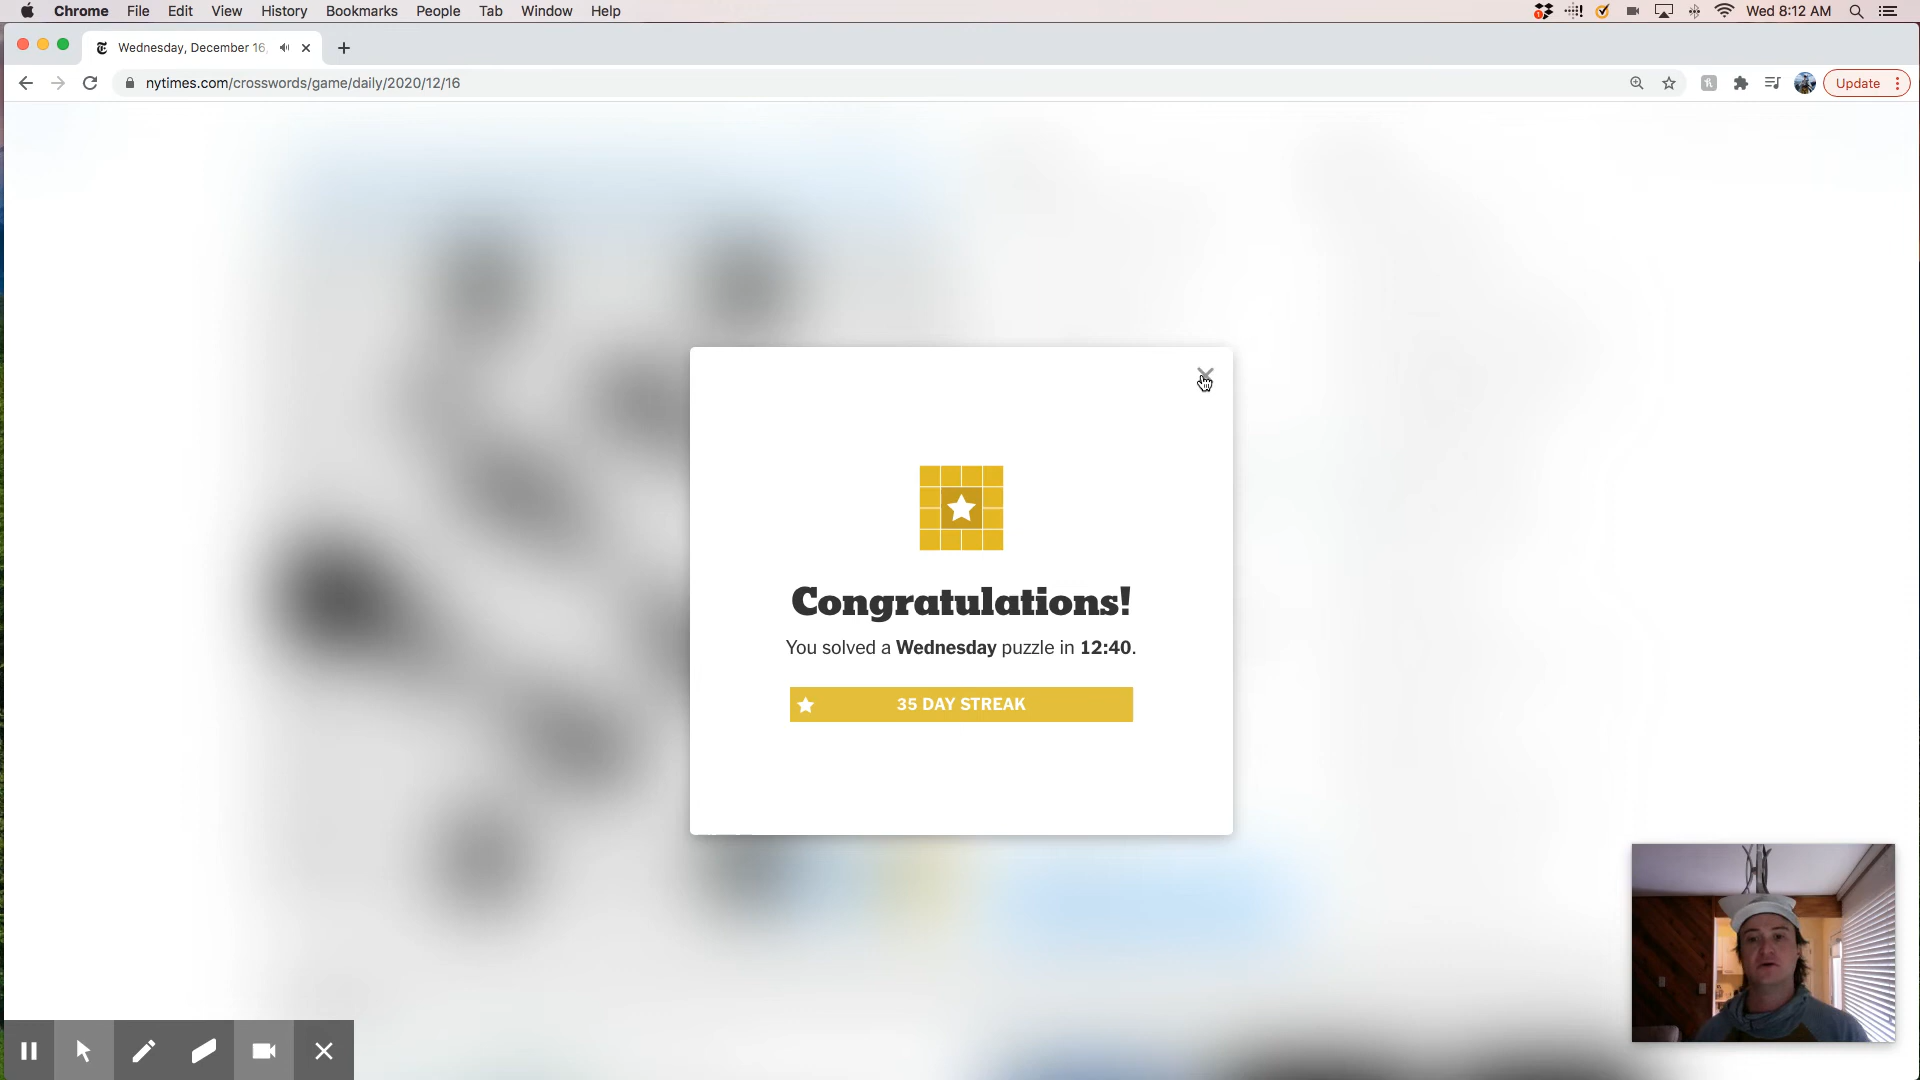 Chrome File Edit View History Bookmarks People Tab Window Help Wed 8:12 AM
Wednesday, December 16,
nytimes.com/crosswords/game/daily/2020/12/16 Update
Congratulations!
You solved a Wednesday puzzle in 12:40.
35 DAY STREAK